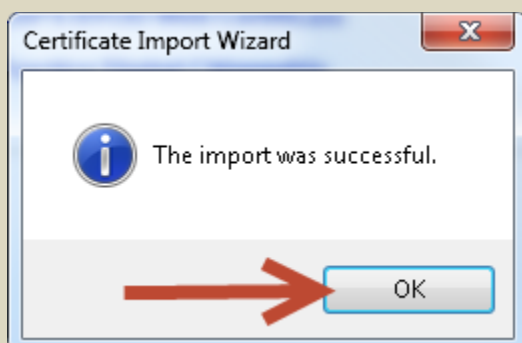 Certificate Import Wizard
The import was successful.
OK